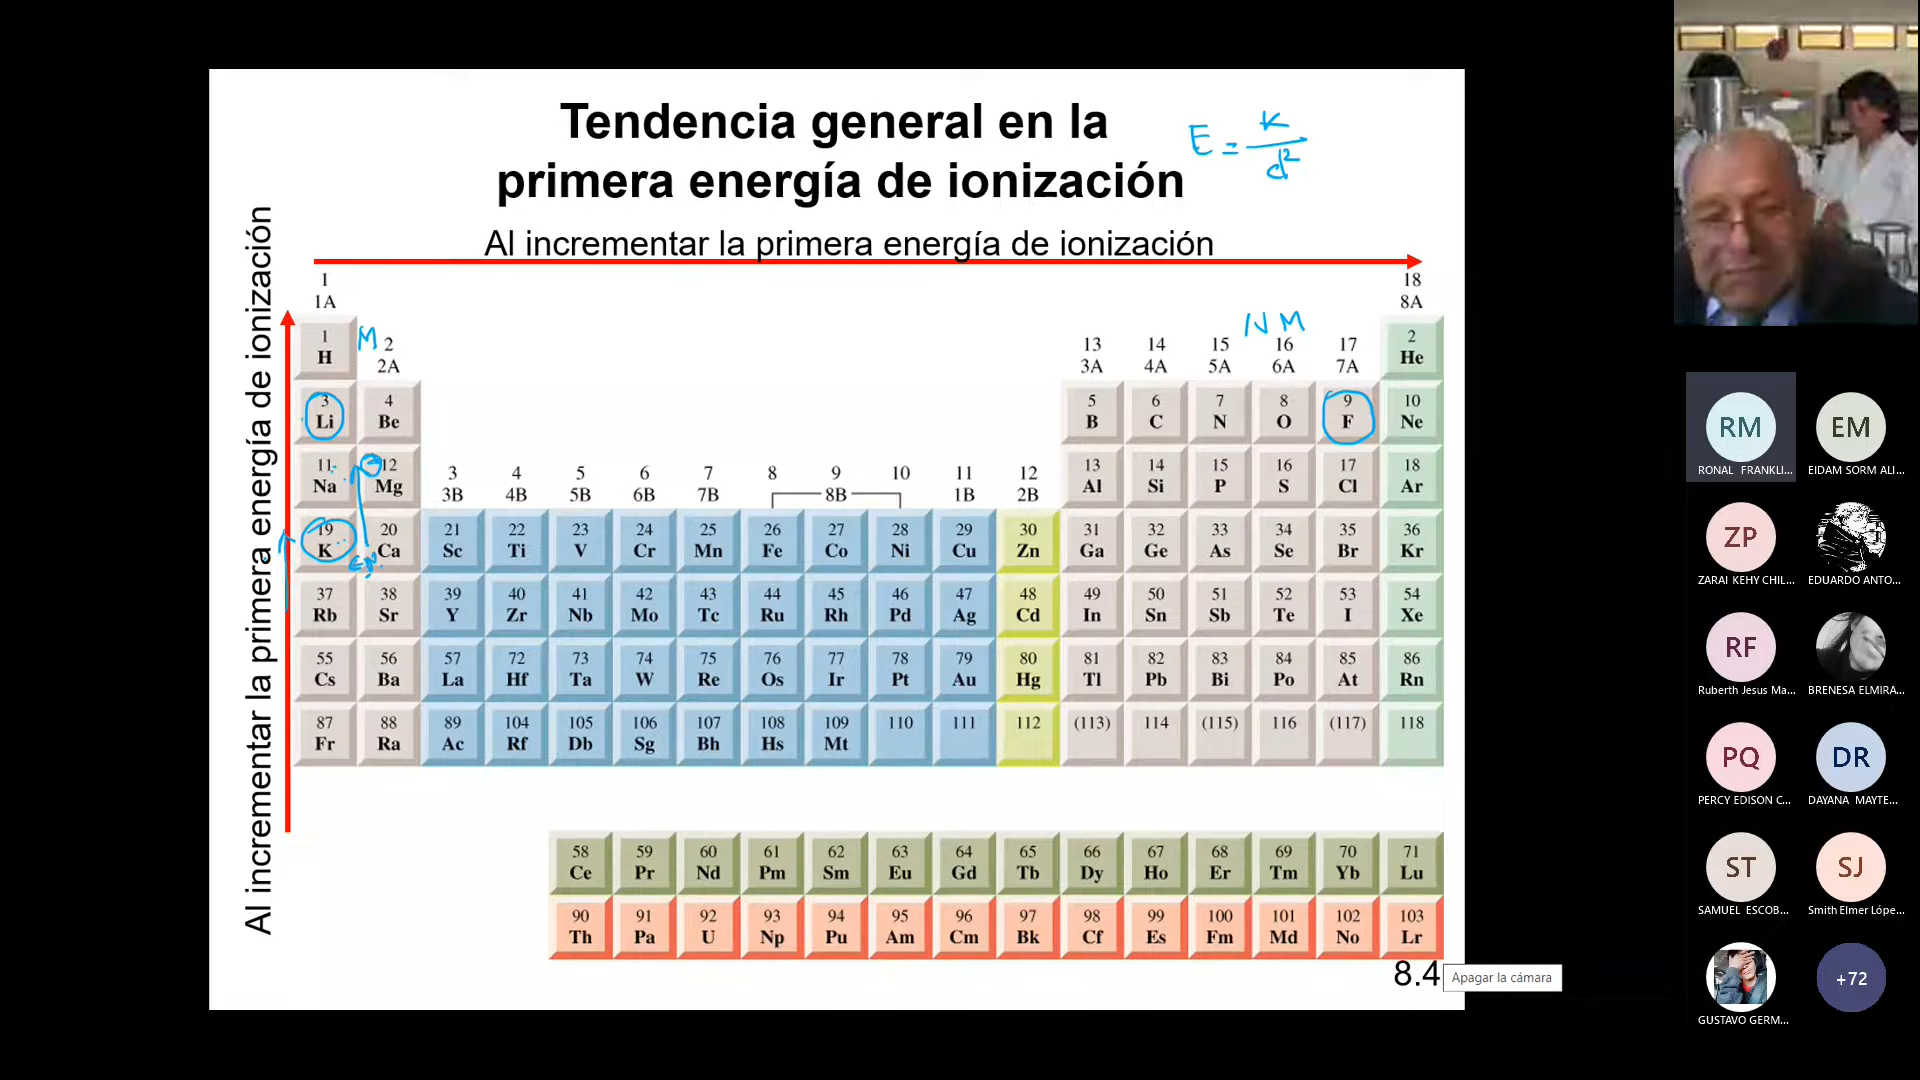 Tendencia general en la
primera energía de ionización
E = K / d²
Al incrementar la primera energía de ionización
Al incrementar la primera energía de ionización
1 18
1A 8A
M N M
1 2 13 14 15 16 17 2
H 2A 3A 4A 5A 6A 7A He
3 4 5 6 7 8 9 10
Li Be B C N O F Ne
11 12 3 4 5 6 7 8 9 10 11 12 13 14 15 16 17 18
Na Mg 3B 4B 5B 6B 7B 8B 1B 2B Al Si P S Cl Ar
19 20 21 22 23 24 25 26 27 28 29 30 31 32 33 34 35 36
K Ca Sc Ti V Cr Mn Fe Co Ni Cu Zn Ga Ge As Se Br Kr
37 38 39 40 41 42 43 44 45 46 47 48 49 50 51 52 53 54
Rb Sr Y Zr Nb Mo Tc Ru Rh Pd Ag Cd In Sn Sb Te I Xe
55 56 57 72 73 74 75 76 77 78 79 80 81 82 83 84 85 86
Cs Ba La Hf Ta W Re Os Ir Pt Au Hg Tl Pb Bi Po At Rn
87 88 89 104 105 106 107 108 109 110 111 112 (113) 114 (115) 116 (117) 118
Fr Ra Ac Rf Db Sg Bh Hs Mt
58 59 60 61 62 63 64 65 66 67 68 69 70 71
Ce Pr Nd Pm Sm Eu Gd Tb Dy Ho Er Tm Yb Lu
90 91 92 93 94 95 96 97 98 99 100 101 102 103
Th Pa U Np Pu Am Cm Bk Cf Es Fm Md No Lr
8.4
Apagar la cámara
RM EM
RONAL FRANKLI... EIDAM SORM ALI...
ZP
ZARAI KEHY CHIL... EDUARDO ANTO...
RF
Ruberth Jesus Ma... BRENESA ELMIRA...
PQ DR
PERCY EDISON C... DAYANA MAYTE...
ST SJ
SAMUEL ESCOB... Smith Elmer Lópe...
+72
GUSTAVO GERM...